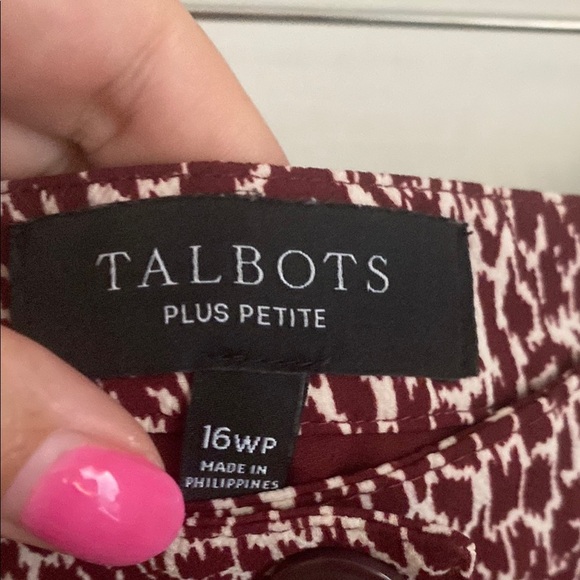 TALBOTS
PLUS PETITE
16WP
MADE IN
PHILIPPINES